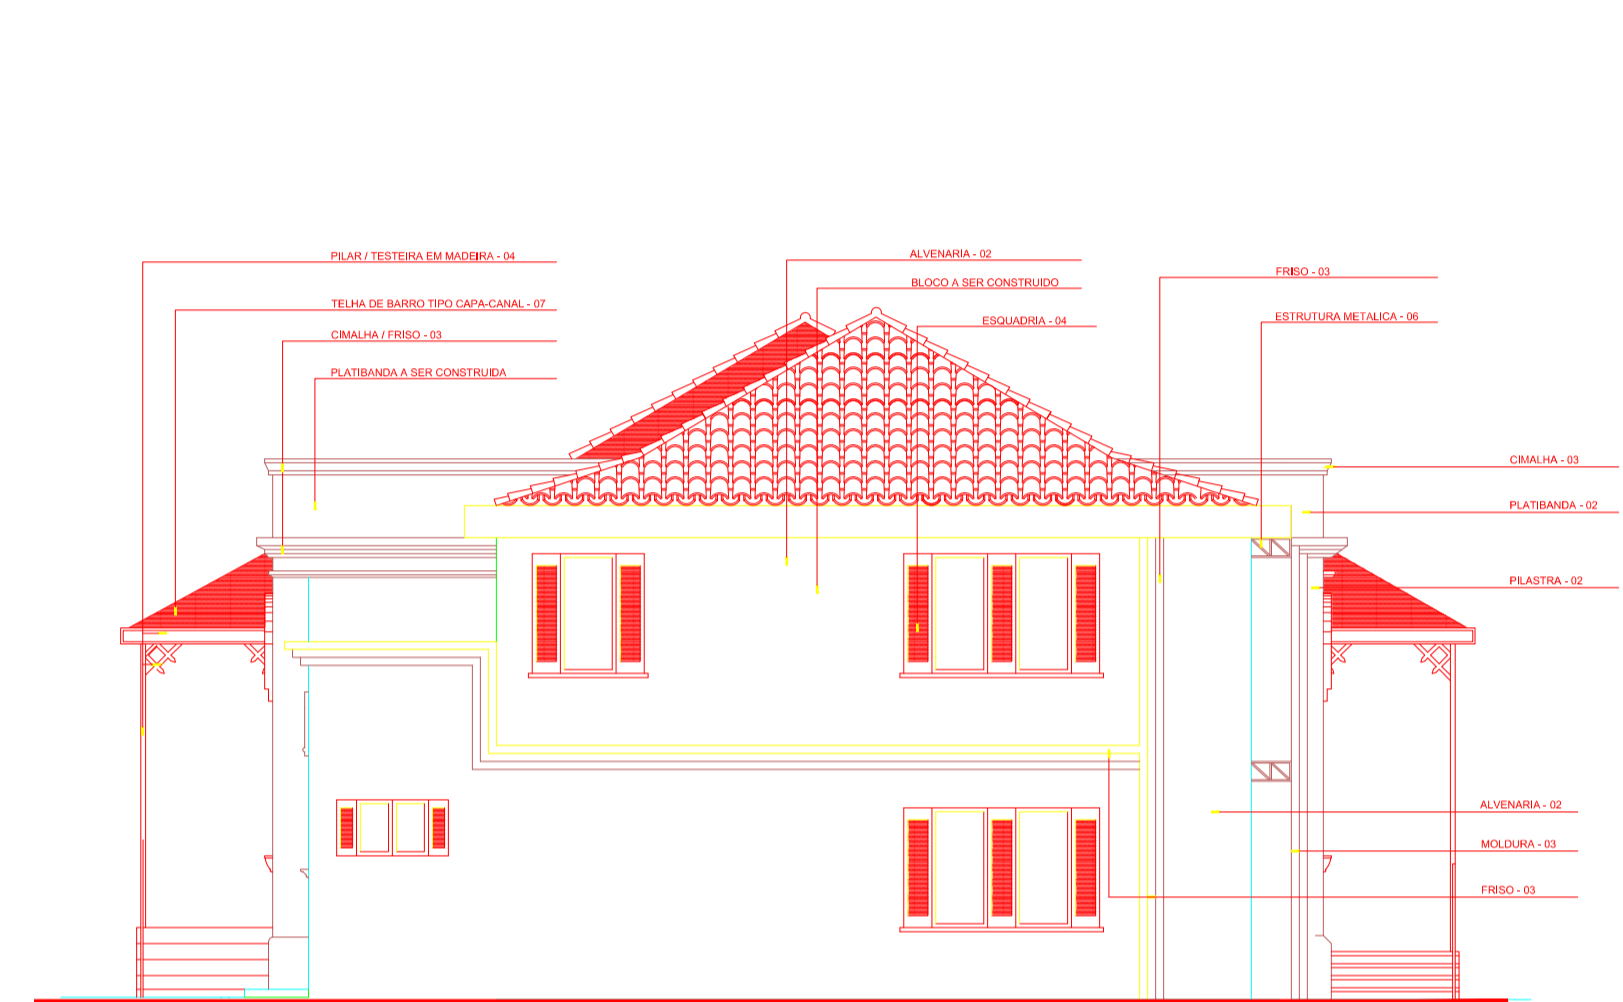 PILAR / TESTEIRA EM MADEIRA - 04
TELHA DE BARRO TIPO CAPA-CANAL - 07
CIMALHA / FRISO - 03
PLATIBANDA A SER CONSTRUIDA
ALVENARIA - 02
BLOCO A SER CONSTRUIDO
ESQUADRIA - 04
FRISO - 03
ESTRUTURA METALICA - 06
CIMALHA - 03
PLATIBANDA - 02
PILASTRA - 02
ALVENARIA - 02
MOLDURA - 03
FRISO - 03